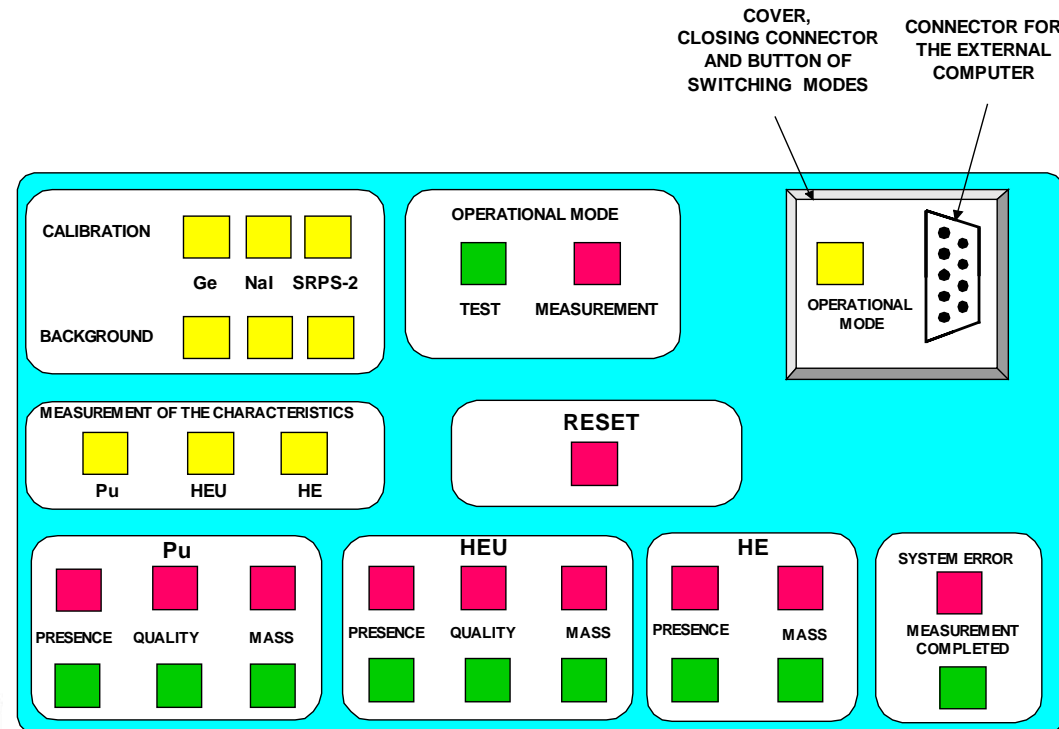 COVER,
CLOSING CONNECTOR
AND BUTTON OF
SWITCHING MODES
CONNECTOR FOR
THE EXTERNAL
COMPUTER
CALIBRATION
Ge NaI SRPS-2
BACKGROUND
OPERATIONAL MODE
TEST MEASUREMENT
OPERATIONAL
MODE
MEASUREMENT OF THE CHARACTERISTICS
Pu HEU HE
RESET
Pu
PRESENCE QUALITY MASS
HEU
PRESENCE QUALITY MASS
HE
PRESENCE MASS
SYSTEM ERROR
MEASUREMENT
COMPLETED